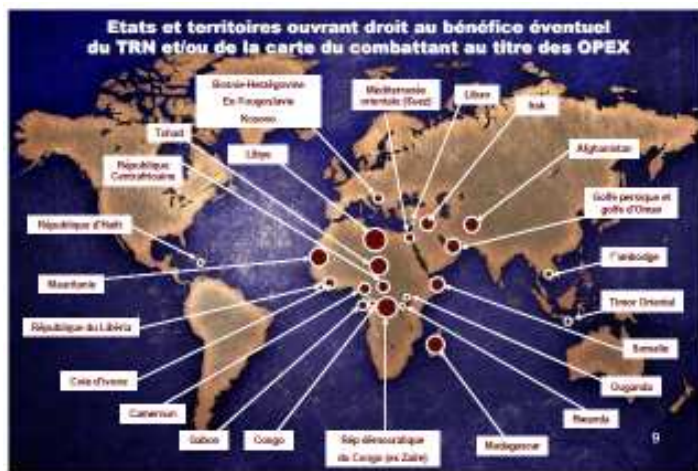 Etats et territoires ouvrant droit au bénéfice éventuel
du TRN et/ou de la carte du combattant au titre des OPEX
Bosnie-Herzégovine
Ex Yougoslavie
Kosovo
Méditerranée
orientale (Suez)
Liban
Irak
Tchad
Libye
Afghanistan
République
Centrafricaine
Golfe persique et
golfe d'Oman
République d'Haïti
Cambodge
Mauritanie
Timor Oriental
République du Libéria
Somalie
Cote d'Ivoire
Ouganda
Cameroun
Rwanda
Gabon
Congo
Rép démocratique
du Congo (ex Zaïre)
Madagascar
9